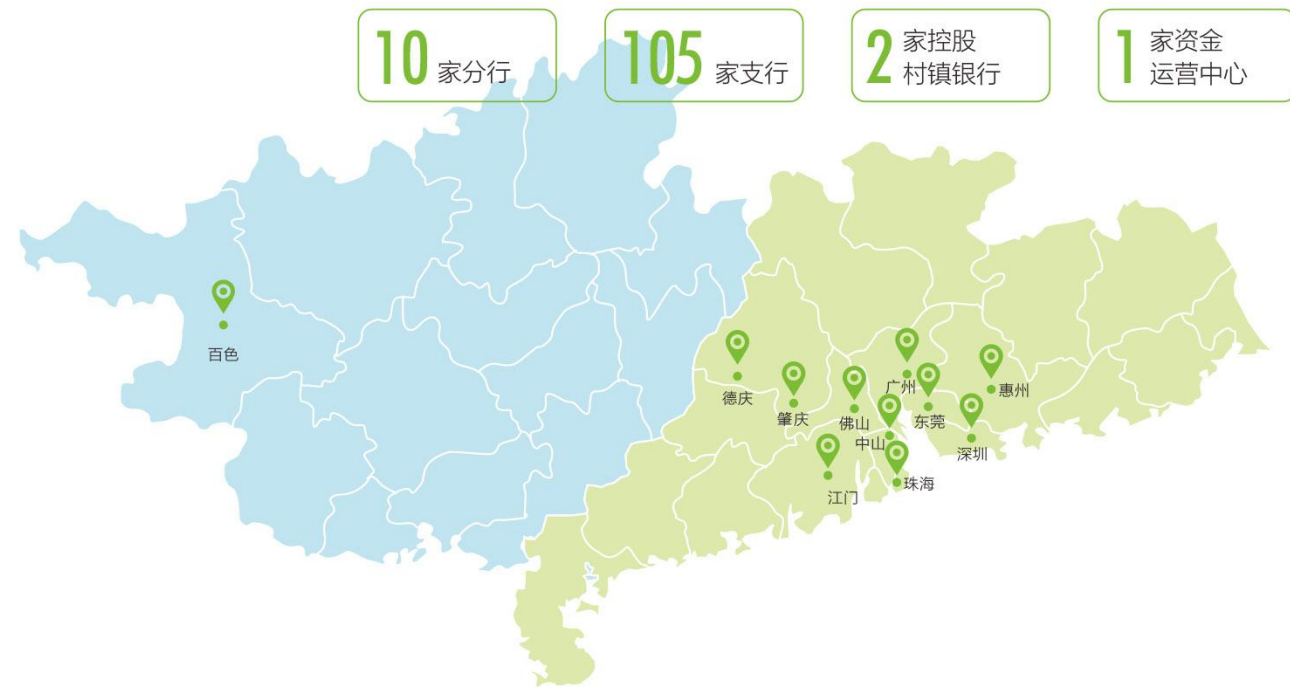 10 家分行
105 家支行
2 家控股
村镇银行
1 家资金
运营中心
百色
德庆
肇庆
佛山
广州
中山
东莞
惠州
深圳
江门
珠海